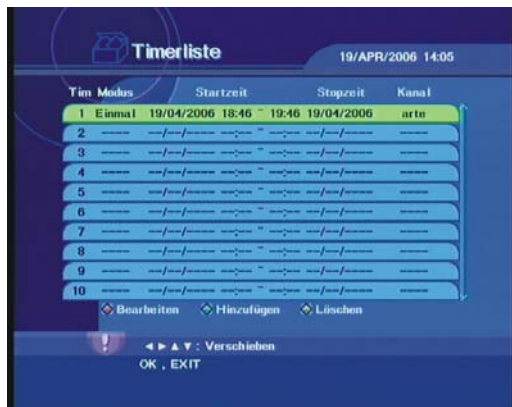 Timerliste
19/APR/2006 14:05
Tim Modus Startzeit Stopzeit Kanal
1 Einmal 19/04/2006 18:46 ~ 19:46 19/04/2006 arte
2 ---- --/--/---- --:-- ~ --:-- --/--/---- ----
3 ---- --/--/---- --:-- ~ --:-- --/--/---- ----
4 ---- --/--/---- --:-- ~ --:-- --/--/---- ----
5 ---- --/--/---- --:-- ~ --:-- --/--/---- ----
6 ---- --/--/---- --:-- ~ --:-- --/--/---- ----
7 ---- --/--/---- --:-- ~ --:-- --/--/---- ----
8 ---- --/--/---- --:-- ~ --:-- --/--/---- ----
9 ---- --/--/---- --:-- ~ --:-- --/--/---- ----
10 ---- --/--/---- --:-- ~ --:-- --/--/---- ----
Bearbeiten Hinzufügen Löschen
! ◄ ► ▲ ▼ : Verschieben
OK , EXIT